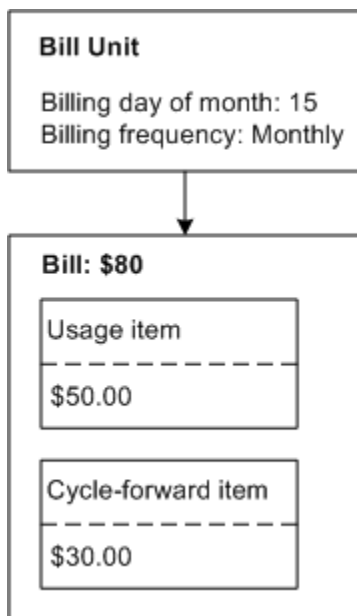 Bill Unit
Billing day of month: 15
Billing frequency: Monthly
Bill: $80
Usage item
$50.00
Cycle-forward item
$30.00